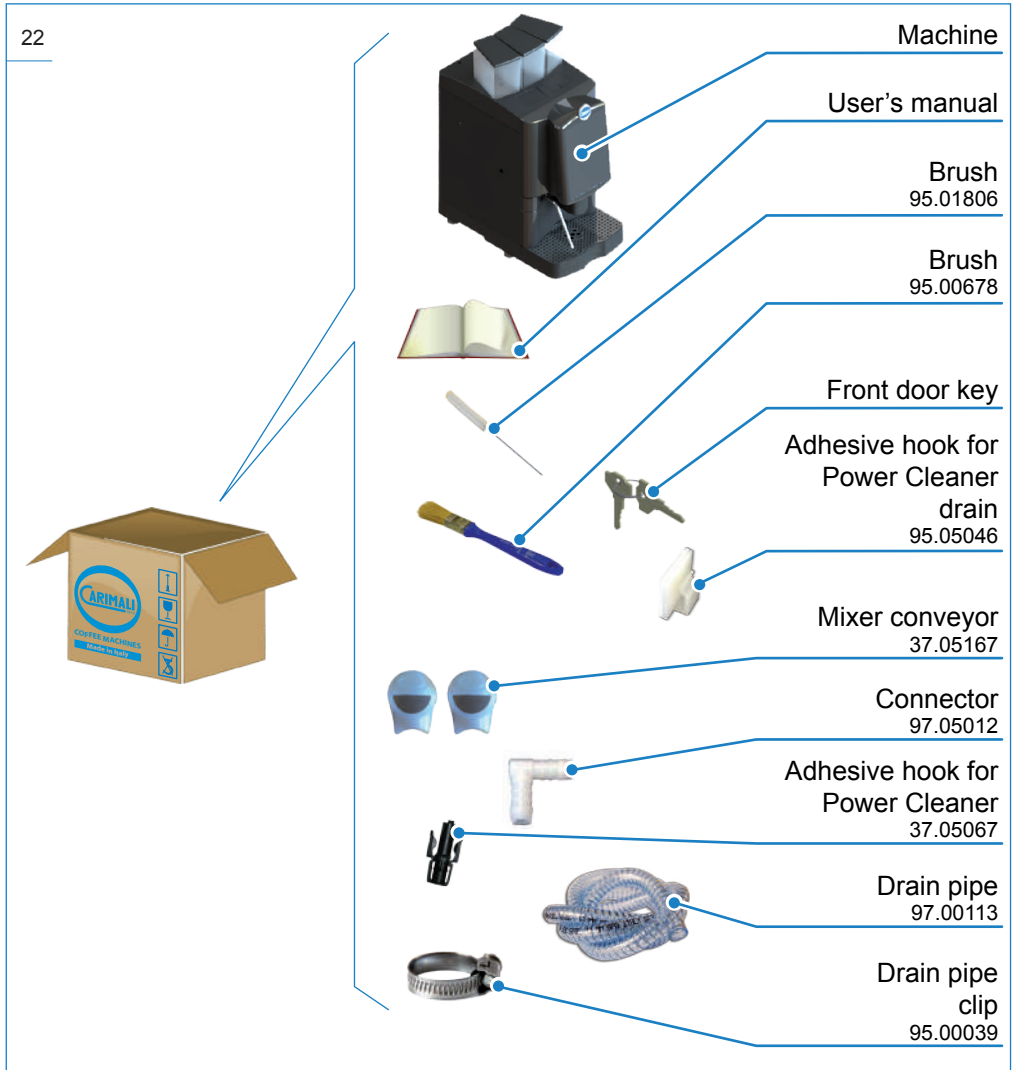 22
Machine
User's manual
Brush
95.01806
Brush
95.00678
Front door key
Adhesive hook for
Power Cleaner
drain
95.05046
Mixer conveyor
37.05167
Connector
97.05012
Adhesive hook for
Power Cleaner
37.05067
Drain pipe
97.00113
Drain pipe
clip
95.00039
CARIMALI
COFFEE MACHINES
Made in Italy